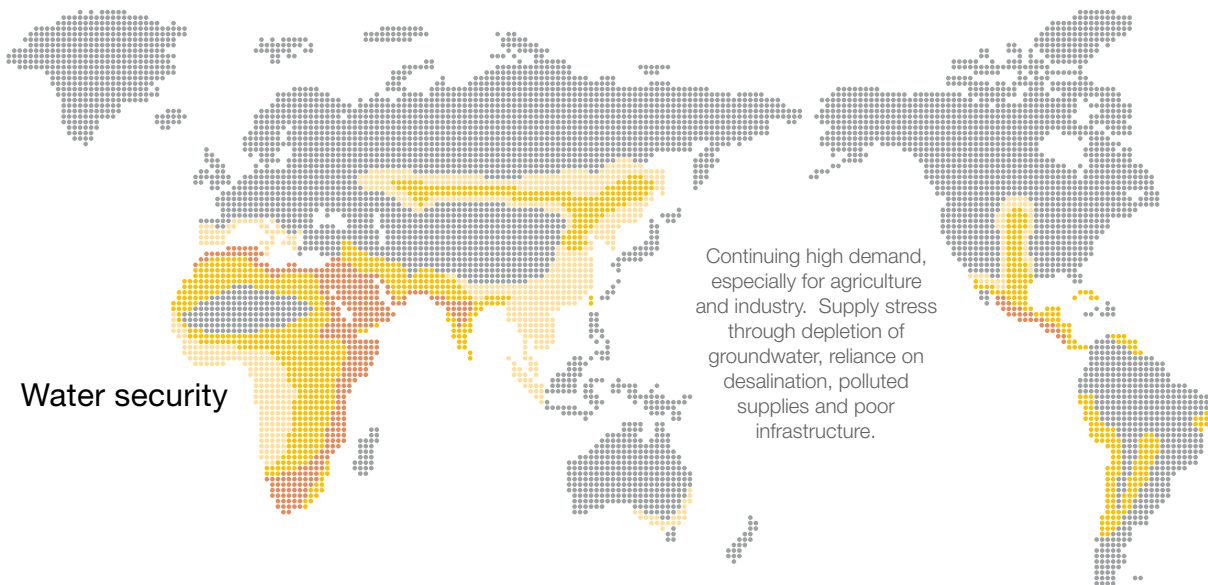 Continuing high demand,
especially for agriculture
and industry.  Supply stress
through depletion of
groundwater, reliance on
desalination, polluted
supplies and poor
infrastructure.
Water security